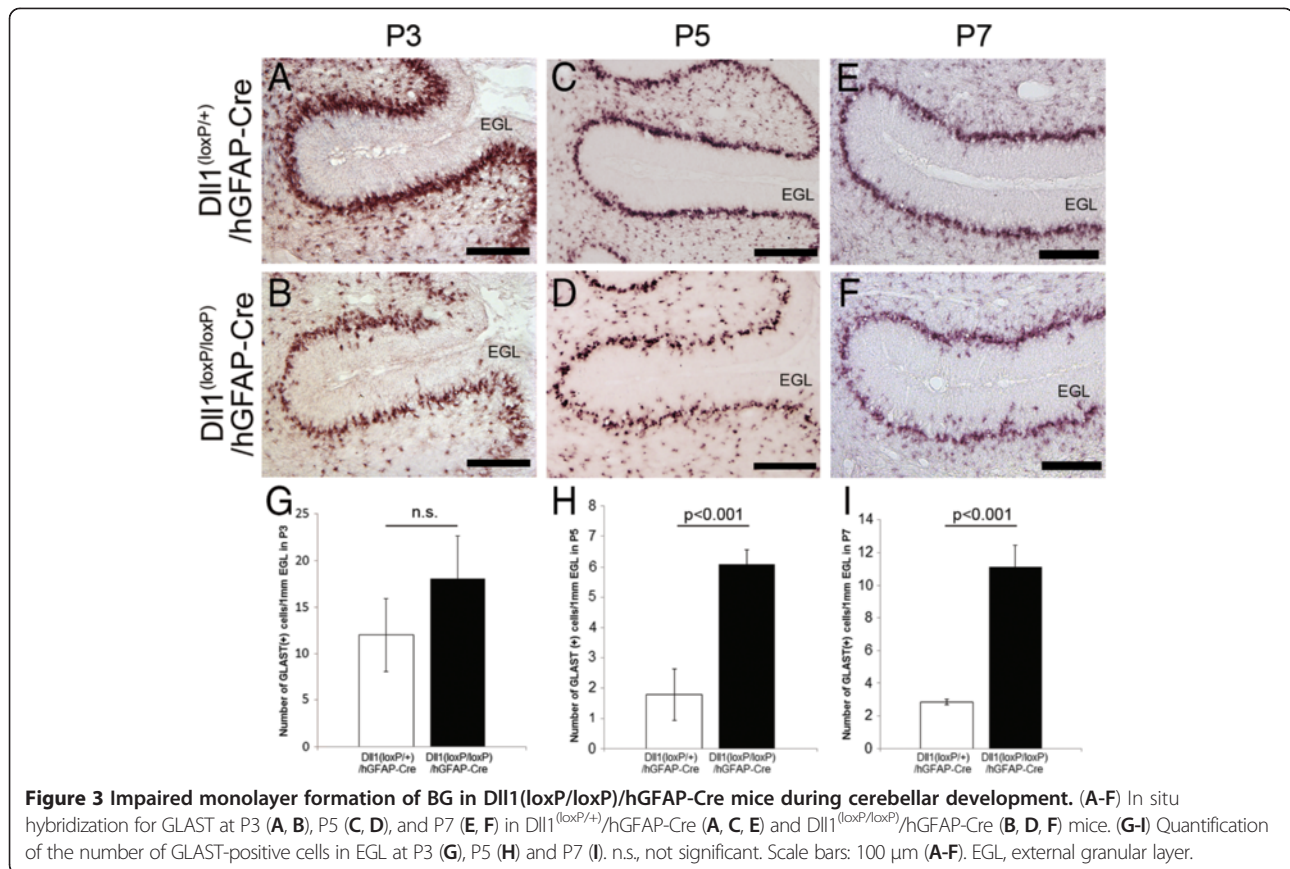 P3 P5 P7
Dll1(loxP/+)
/hGFAP-Cre
A
EGL
C
EGL
E
EGL
Dll1(loxP/loxP)
/hGFAP-Cre
B
EGL
D
EGL
F
EGL
G
n.s.
25
20
15
10
5
0
Number of GLAST(+) cells/1mm EGL in P3
Dll1(loxP/+)
/hGFAP-Cre
Dll1(loxP/loxP)
/hGFAP-Cre
H
p<0.001
8
7
6
5
4
3
2
1
0
Number of GLAST (+) cells/1mm EGL in P5
Dll1(loxP/+)
/hGFAP-Cre
Dll1(loxP/loxP)
/hGFAP-Cre
I
p<0.001
14
12
10
8
6
4
2
0
Number of GLAST(+) cells/1mm EGL in P7
Dll1(loxP/+)
/hGFAP-Cre
Dll1(loxP/loxP)
/hGFAP-Cre
Figure 3 Impaired monolayer formation of BG in Dll1(loxP/loxP)/hGFAP-Cre mice during cerebellar development. (A-F) In situ
hybridization for GLAST at P3 (A, B), P5 (C, D), and P7 (E, F) in Dll1(loxP/+)/hGFAP-Cre (A, C, E) and Dll1(loxP/loxP)/hGFAP-Cre (B, D, F) mice. (G-I) Quantification
of the number of GLAST-positive cells in EGL at P3 (G), P5 (H) and P7 (I). n.s., not significant. Scale bars: 100 μm (A-F). EGL, external granular layer.